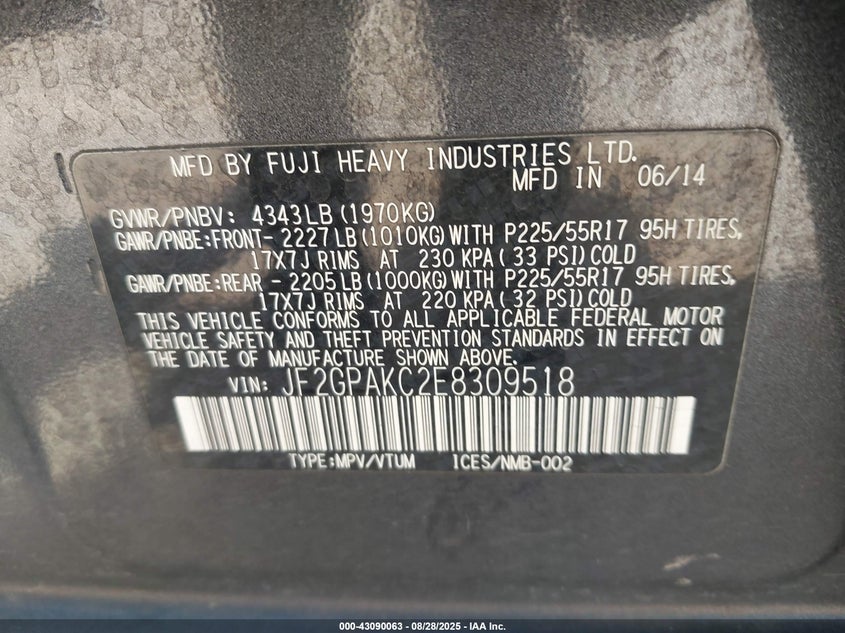 MFD BY FUJI HEAVY INDUSTRIES LTD.
MFD IN 06/14
GVWR/PNBV: 4343LB (1970KG)
GAWR/PNBE:FRONT- 2227LB (1010KG) WITH P225/55R17 95H TIRES,
17X7J RIMS AT 230 KPA ( 33 PSI) COLD
GAWR/PNBE:REAR - 2205LB (1000KG) WITH P225/55R17 95H TIRES,
17X7J RIMS AT 220 KPA ( 32 PSI) COLD
THIS VEHICLE CONFORMS TO ALL APPLICABLE FEDERAL MOTOR
VEHICLE SAFETY AND THEFT PREVENTION STANDARDS IN EFFECT ON
THE DATE OF MANUFACTURE SHOWN ABOVE.
VIN: JF2GPAKC2E8309518
TYPE:MPV/VTUM ICES/NMB-002
000-43090063 - 08/28/2025 - IAA Inc.